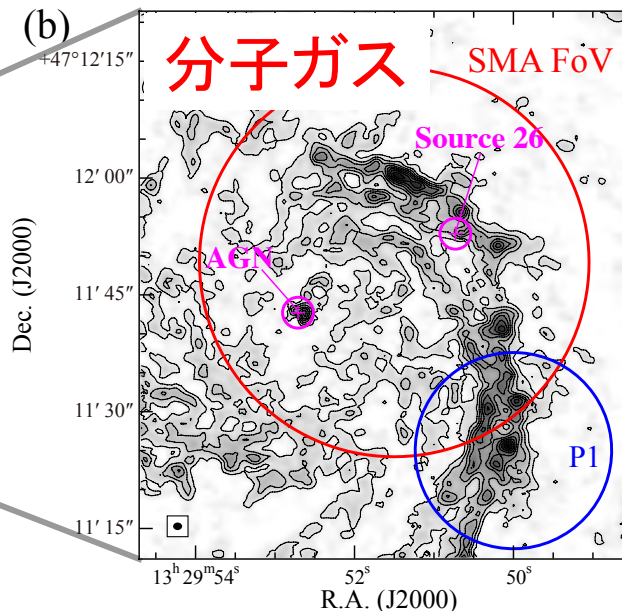 (b)
+47°12′15″
分子ガス
SMA FoV
Source 26
12′00″
AGN
11′45″
Dec. (J2000)
11′30″
P1
11′15″
13ʰ29ᵐ54ˢ
52ˢ
50ˢ
R.A. (J2000)